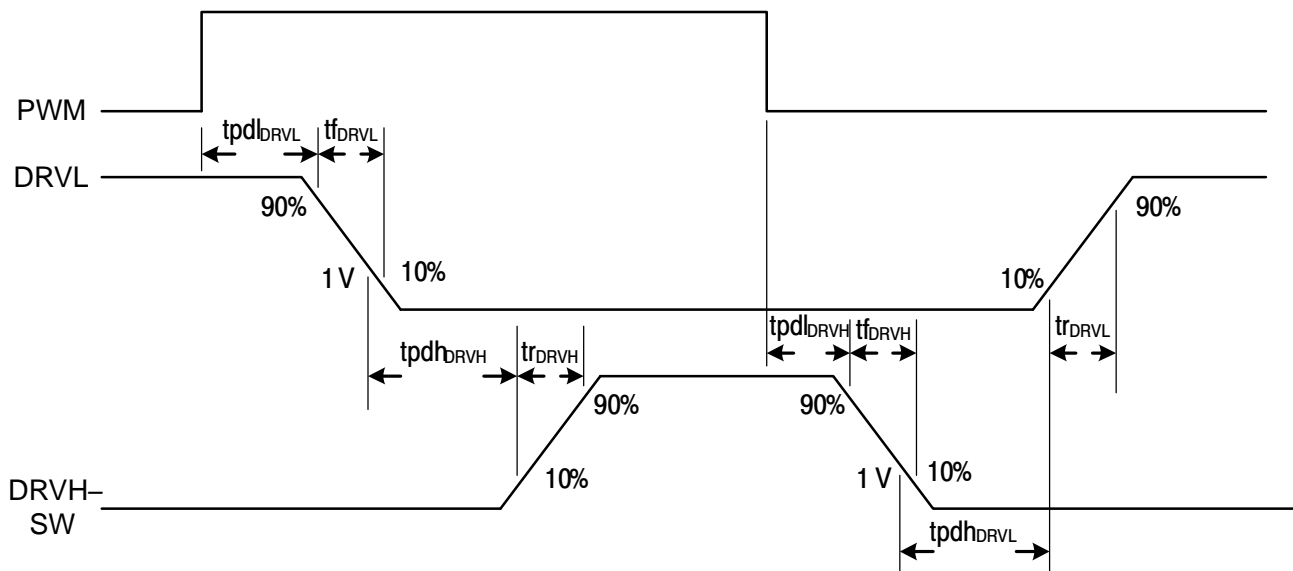 PWM
tpdlDRVL
tfDRVL
DRVL
90%
90%
1 V
10%
10%
tpdlDRVH
tfDRVH
tpdhDRVH
trDRVH
trDRVL
90%
90%
10%
1 V
10%
DRVH–
SW
tpdhDRVL